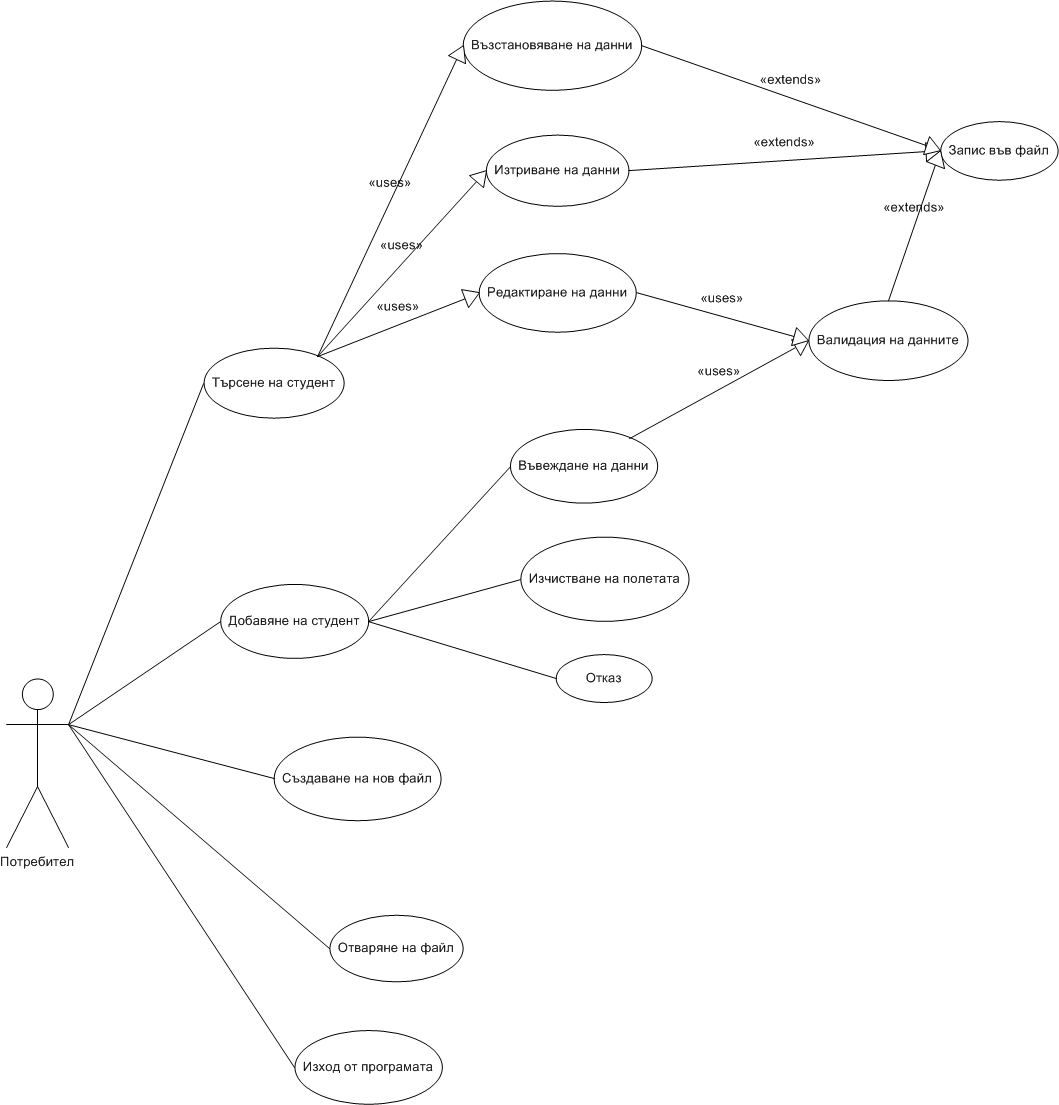 Възстановяване на данни
«extends»
Изтриване на данни
«extends»
Запис във файл
«uses»
«extends»
«uses»
Редактиране на данни
«uses»
«uses»
Валидация на данните
Търсене на студент
«uses»
Въвеждане на данни
Изчистване на полетата
Добавяне на студент
Отказ
Създаване на нов файл
Потребител
Отваряне на файл
Изход от програмата